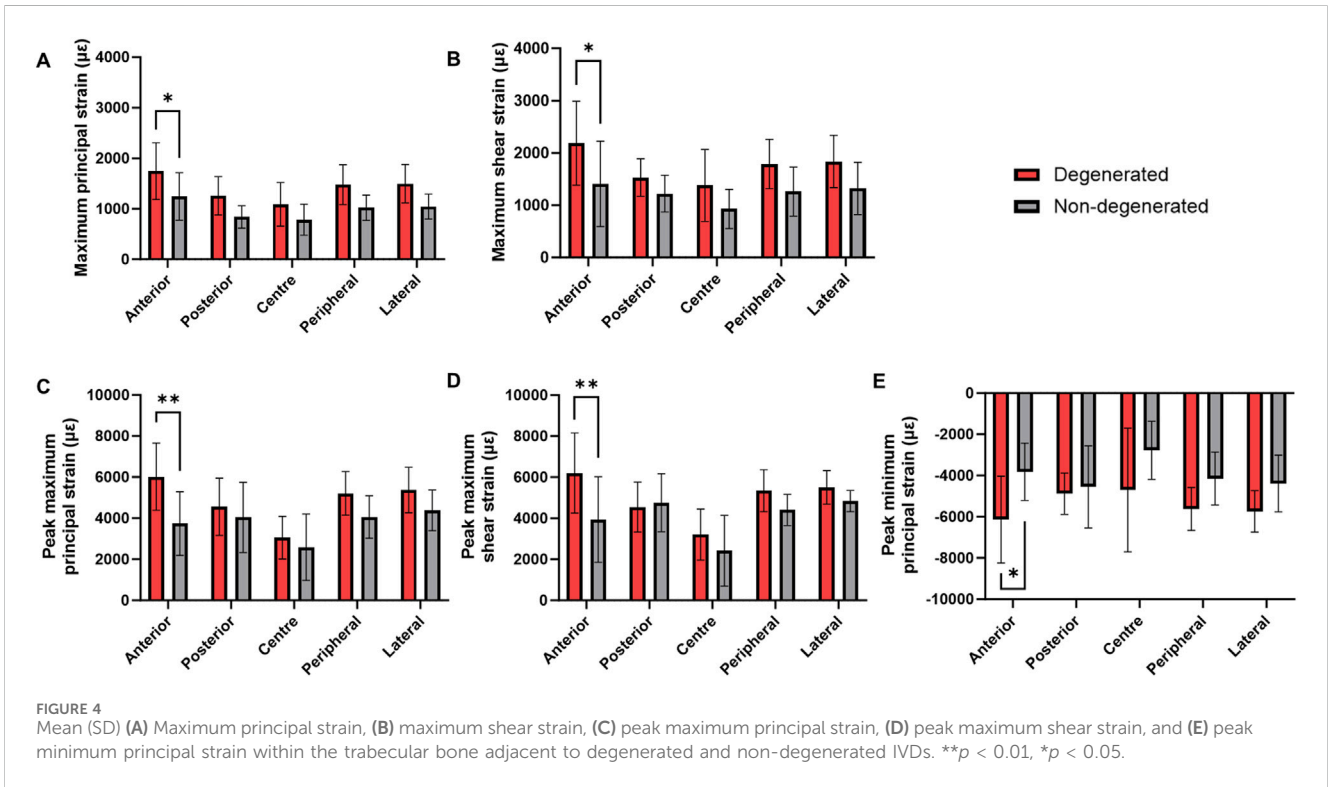 A
Maximum principal strain (με)
4000
3000
2000
1000
0
*
Anterior
Posterior
Centre
Peripheral
Lateral
B
Maximum shear strain (με)
4000
3000
2000
1000
0
*
Anterior
Posterior
Centre
Peripheral
Lateral
Degenerated
Non-degenerated
C
Peak maximum
principal strain (με)
10000
8000
6000
4000
2000
0
**
Anterior
Posterior
Centre
Peripheral
Lateral
D
Peak maximum
shear strain (με)
10000
8000
6000
4000
2000
0
**
Anterior
Posterior
Centre
Peripheral
Lateral
E
Peak minimum
principal strain (με)
0
-2000
-4000
-6000
-8000
-10000
*
Anterior
Posterior
Centre
Peripheral
Lateral
FIGURE 4
Mean (SD) (A) Maximum principal strain, (B) maximum shear strain, (C) peak maximum principal strain, (D) peak maximum shear strain, and (E) peak
minimum principal strain within the trabecular bone adjacent to degenerated and non-degenerated IVDs. **p < 0.01, *p < 0.05.